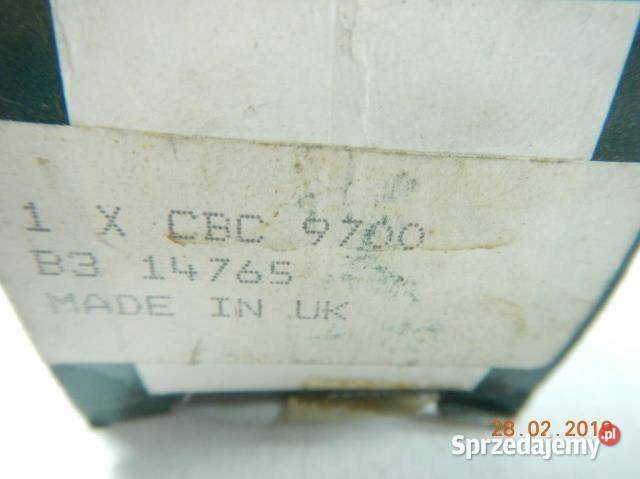 1 X CBC 9700
B3 14765
MADE IN UK
28.02.2019
Sprzedajemy.pl